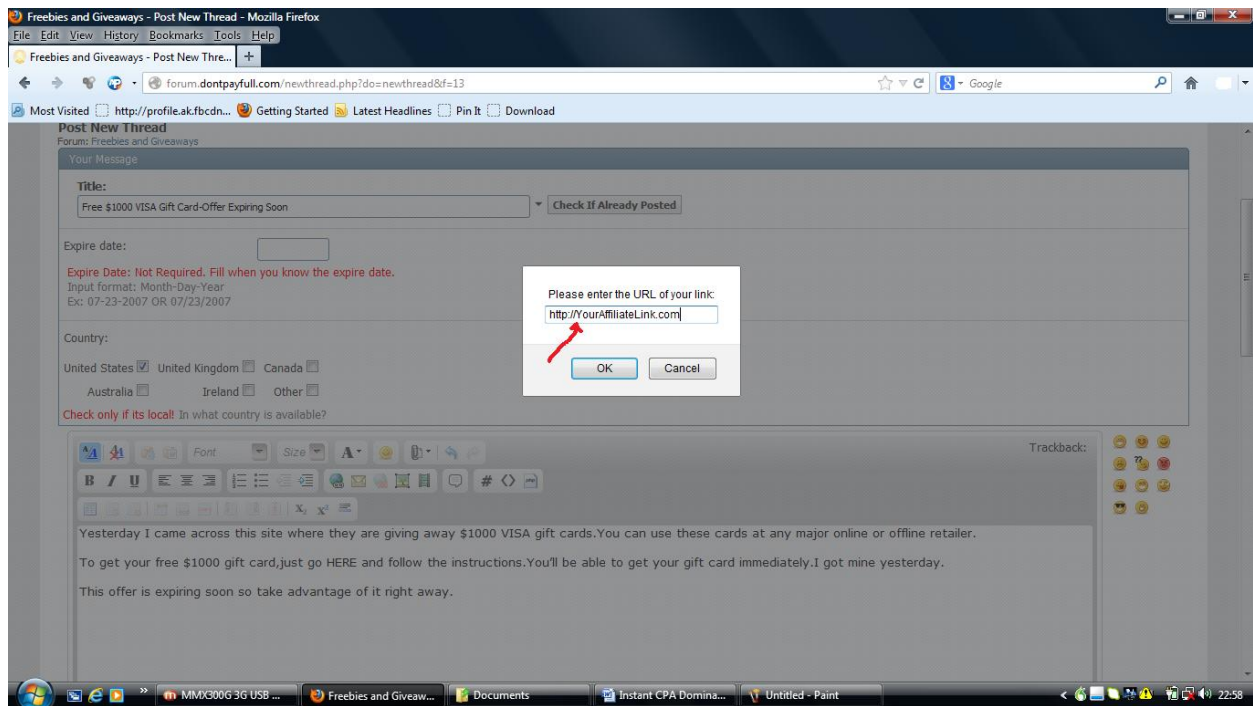 Freebies and Giveaways - Post New Thread - Mozilla Firefox
File Edit View History Bookmarks Tools Help
Freebies and Giveaways - Post New Thre... +
forum.dontpayfull.com/newthread.php?do=newthread&f=13
Google
Most Visited http://profile.ak.fbcdn... Getting Started Latest Headlines Pin It Download
Post New Thread
Forum: Freebies and Giveaways
Your Message
Title:
Free $1000 VISA Gift Card-Offer Expiring Soon
Check If Already Posted
Expire date:
Expire Date: Not Required. Fill when you know the expire date.
Input format: Month-Day-Year
Ex: 07-23-2007 OR 07/23/2007
Please enter the URL of your link:
http://YourAffiliateLink.com
OK Cancel
Country:
United States United Kingdom Canada
Australia Ireland Other
Check only if its local! In what country is available?
Font Size A Trackback:
B I U #
X₂ X²
Yesterday I came across this site where they are giving away $1000 VISA gift cards.You can use these cards at any major online or offline retailer.
To get your free $1000 gift card,just go HERE and follow the instructions.You'll be able to get your gift card immediately.I got mine yesterday.
This offer is expiring soon so take advantage of it right away.
MMX300G 3G USB ... Freebies and Giveaw... Documents Instant CPA Domina... Untitled - Paint 22:58